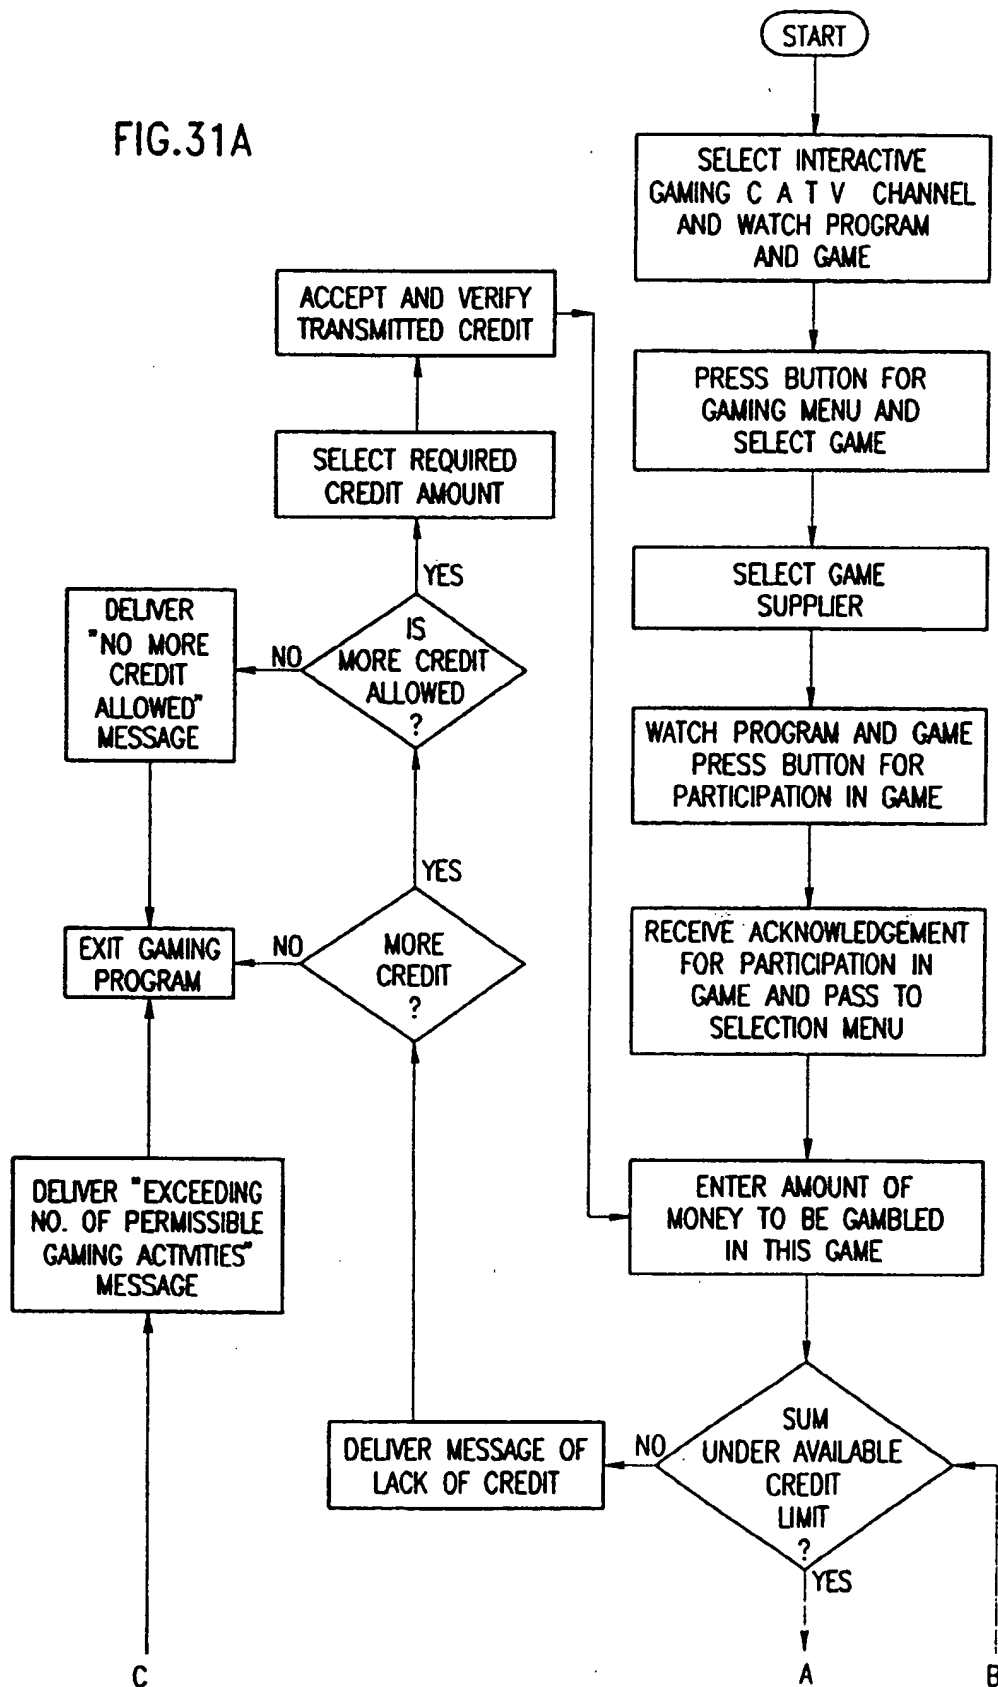 FIG.31A
START
SELECT INTERACTIVE
GAMING C A T V CHANNEL
AND WATCH PROGRAM
AND GAME
PRESS BUTTON FOR
GAMING MENU AND
SELECT GAME
SELECT GAME
SUPPLIER
WATCH PROGRAM AND GAME
PRESS BUTTON FOR
PARTICIPATION IN GAME
RECEIVE ACKNOWLEDGEMENT
FOR PARTICIPATION IN
GAME AND PASS TO
SELECTION MENU
ENTER AMOUNT OF
MONEY TO BE GAMBLED
IN THIS GAME
SUM
UNDER AVAILABLE
CREDIT
LIMIT
?
YES
NO
DELIVER MESSAGE OF
LACK OF CREDIT
MORE
CREDIT
?
YES
NO
IS
MORE CREDIT
ALLOWED
?
YES
NO
SELECT REQUIRED
CREDIT AMOUNT
ACCEPT AND VERIFY
TRANSMITTED CREDIT
DELIVER
"NO MORE
CREDIT
ALLOWED"
MESSAGE
EXIT GAMING
PROGRAM
DELIVER "EXCEEDING
NO. OF PERMISSIBLE
GAMING ACTIVITIES"
MESSAGE
C
A
B